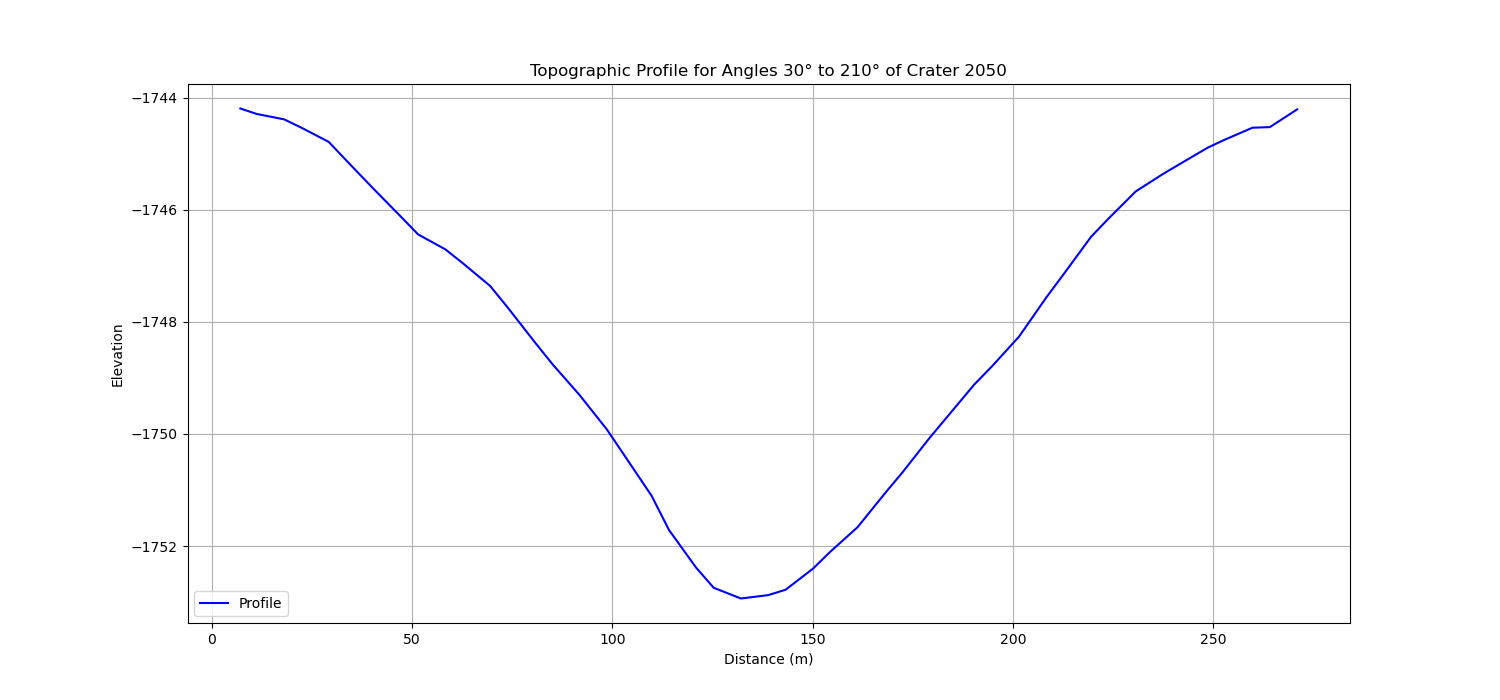 Topographic Profile for Angles 30° to 210° of Crater 2050
−1744
−1746
−1748
−1750
−1752
Elevation
Profile
0
50
100
150
200
250
Distance (m)